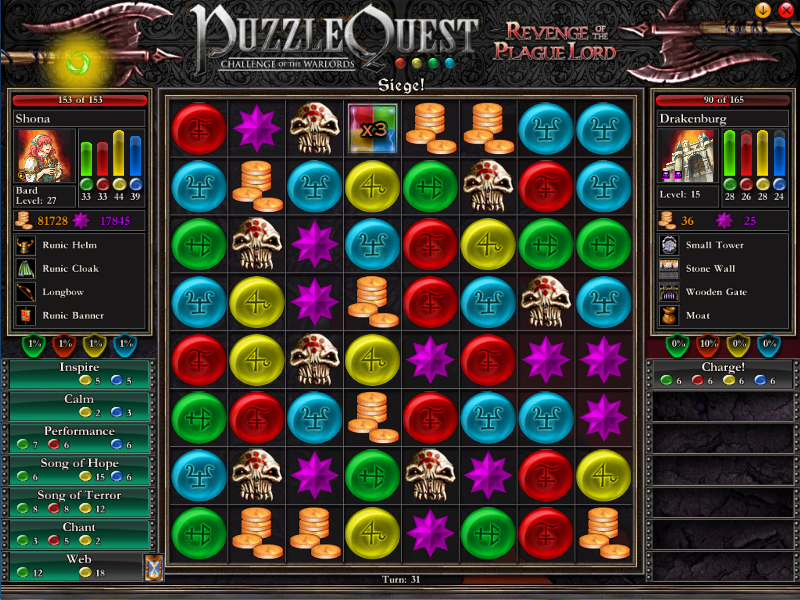 PuzzleQuest
CHALLENGE OF THE WARLORDS
REVENGE OF THE
PLAGUE LORD
Siege!
153 of 153
Shona
Bard
Level: 27
33 33 44 39
81728 17845
Runic Helm
Runic Cloak
Longbow
Runic Banner
1% 1% 1% 1%
Inspire
5 5
Calm
2 3
Performance
7 6 6
Song of Hope
6 15 6
Song of Terror
8 8 12
Chant
3 5 2
Web
12 18
x3
Turn: 31
90 of 165
Drakenburg
Level: 15
28 26 28 24
36 25
Small Tower
Stone Wall
Wooden Gate
Moat
0% 10% 0% 0%
Charge!
6 6 6 6